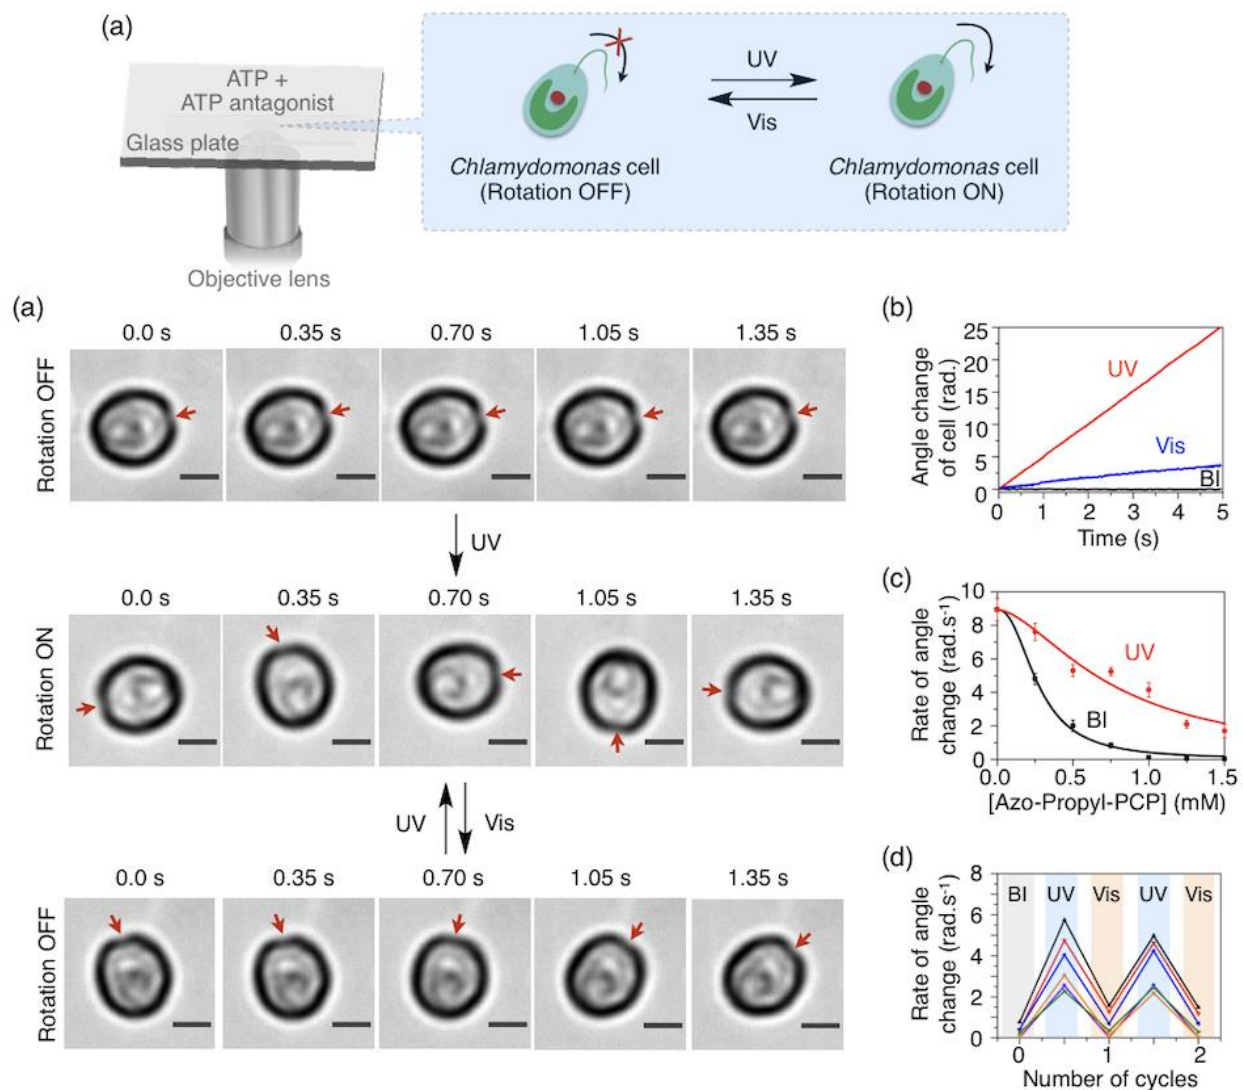 (a)
ATP +
ATP antagonist
Glass plate
Objective lens
UV
Vis
Chlamydomonas cell
(Rotation OFF)
Chlamydomonas cell
(Rotation ON)
(a)
0.0 s 0.35 s 0.70 s 1.05 s 1.35 s
Rotation OFF
UV
0.0 s 0.35 s 0.70 s 1.05 s 1.35 s
Rotation ON
UV Vis
0.0 s 0.35 s 0.70 s 1.05 s 1.35 s
Rotation OFF
(b)
Angle change
of cell (rad.)
25
20
15
10
5
0
UV
Vis
BI
0 1 2 3 4 5
Time (s)
(c)
Rate of angle
change (rad.s-1)
10
8
6
4
2
0
UV
BI
0.0 0.5 1.0 1.5
[Azo-Propyl-PCP] (mM)
(d)
Rate of angle
change (rad.s-1)
8
6
4
2
0
BI UV Vis UV Vis
0 1 2
Number of cycles